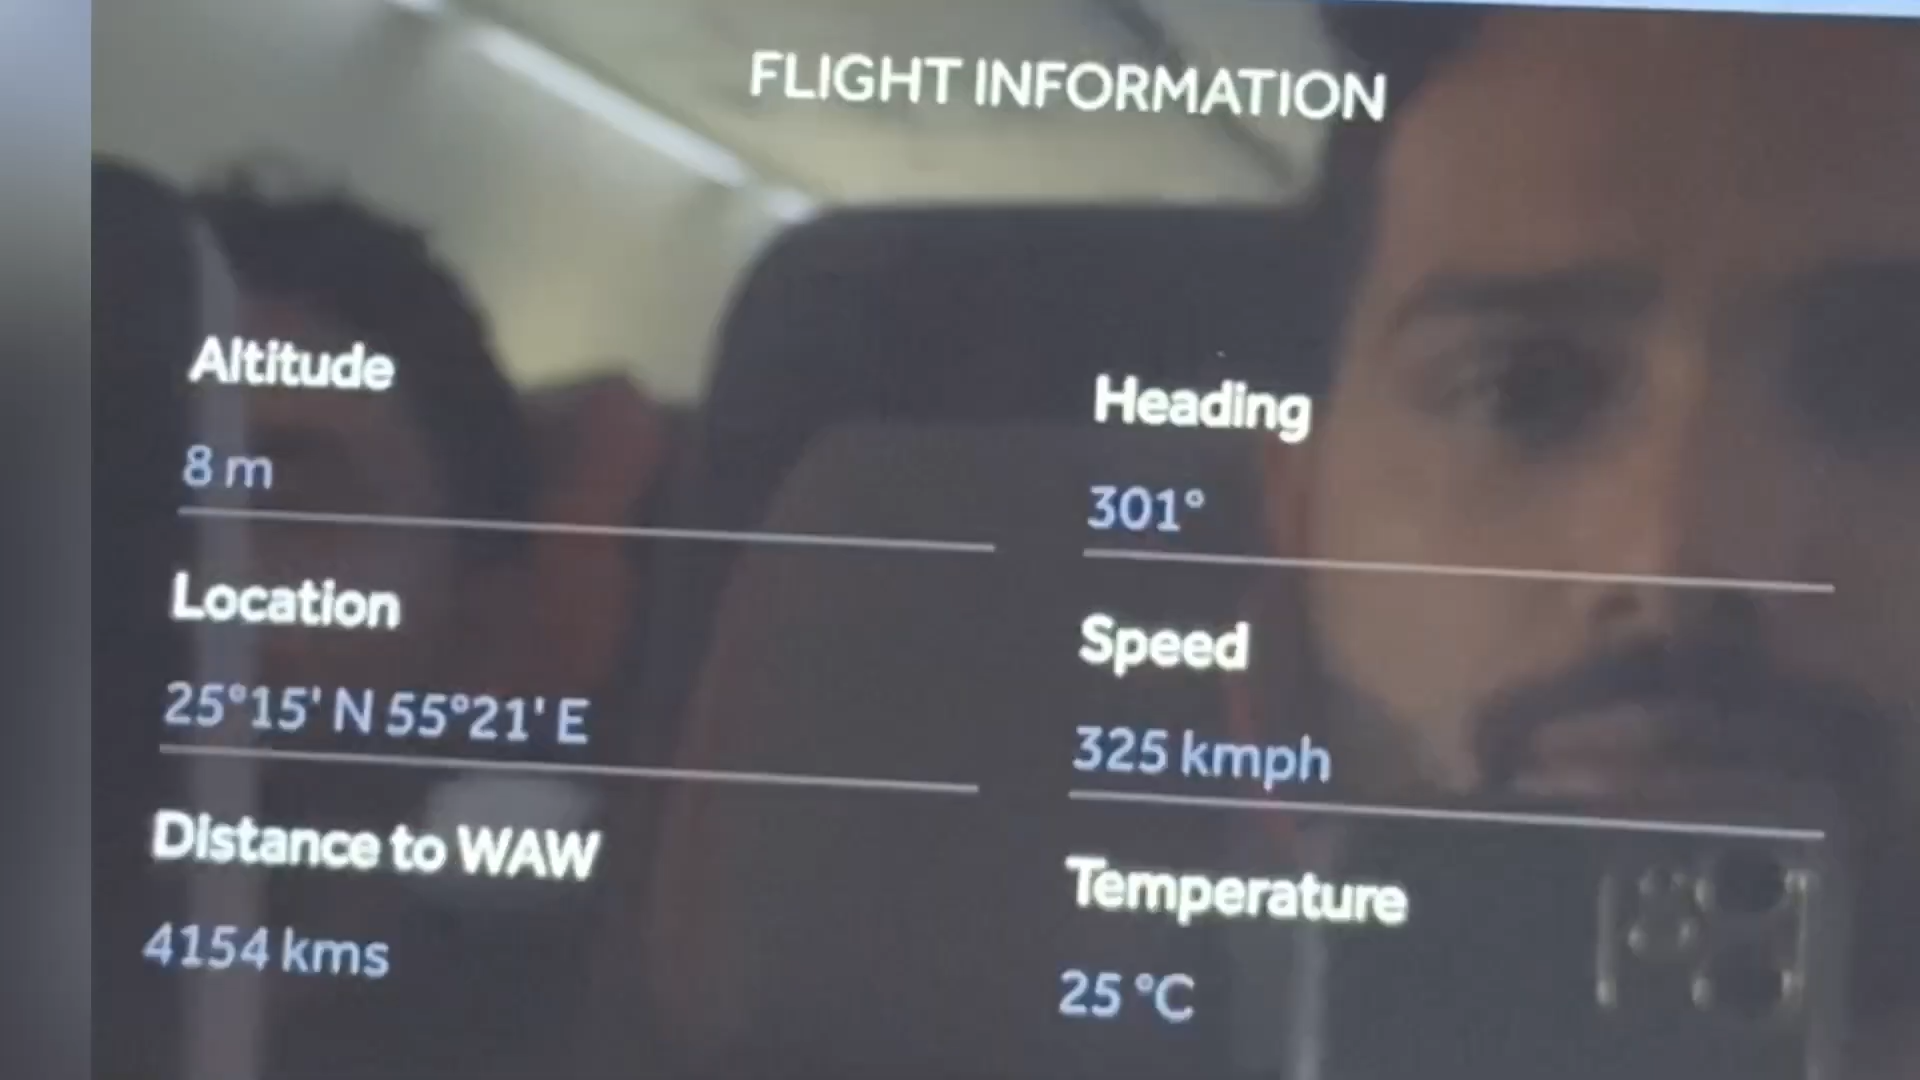 FLIGHT INFORMATION
Altitude
8 m
Heading
301°
Location
25°15' N 55°21' E
Speed
325 kmph
Distance to WAW
4154 kms
Temperature
25 °C